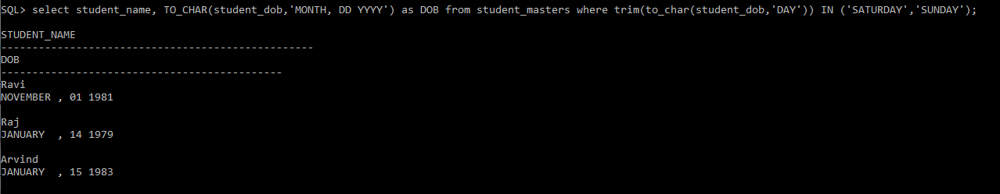 SQL> select student_name, TO_CHAR(student_dob,'MONTH, DD YYYY') as DOB from student_masters where trim(to_char(student_dob,'DAY')) IN ('SATURDAY','SUNDAY');
STUDENT_NAME
--------------------------------------------------
DOB
---------------------------------------------
Ravi
NOVEMBER , 01 1981
Raj
JANUARY  , 14 1979
Arvind
JANUARY  , 15 1983